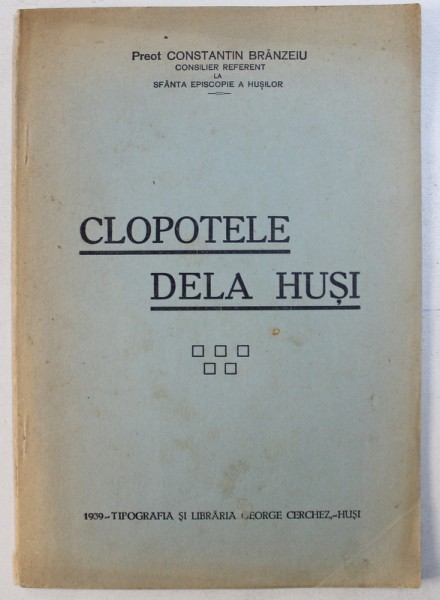 Preot CONSTANTIN BRÂNZEIU
CONSILIER REFERENT
LA
SFÂNTA EPISCOPIE A HUȘILOR
CLOPOTELE
DELA HUȘI
1939-TIPOGRAFIA ȘI LIBRĂRIA GEORGE CERCHEZ,-HUȘI